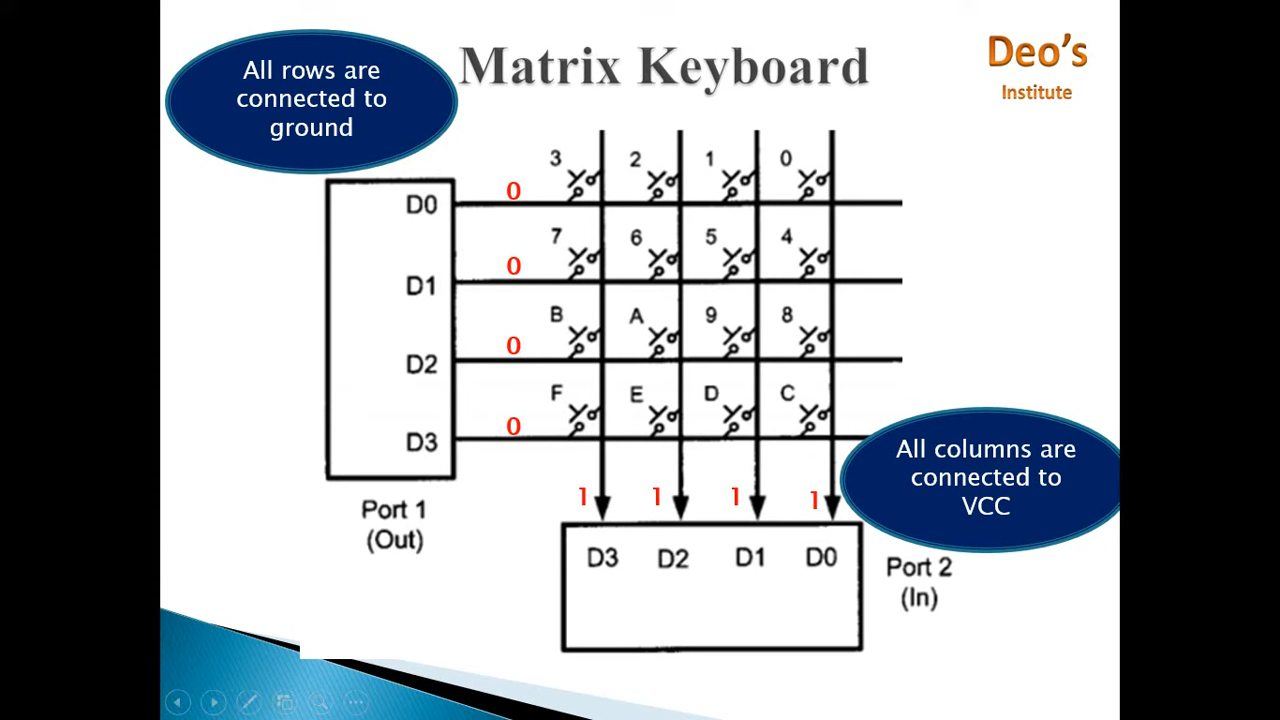 All rows are
connected to
ground
Matrix Keyboard
Deo's
Institute
3 2 1 0
D0 0
7 6 5 4
D1 0
B A 9 8
D2 0
F E D C
D3 0
All columns are
connected to
VCC
1 1 1 1
Port 1
(Out)
D3 D2 D1 D0
Port 2
(In)